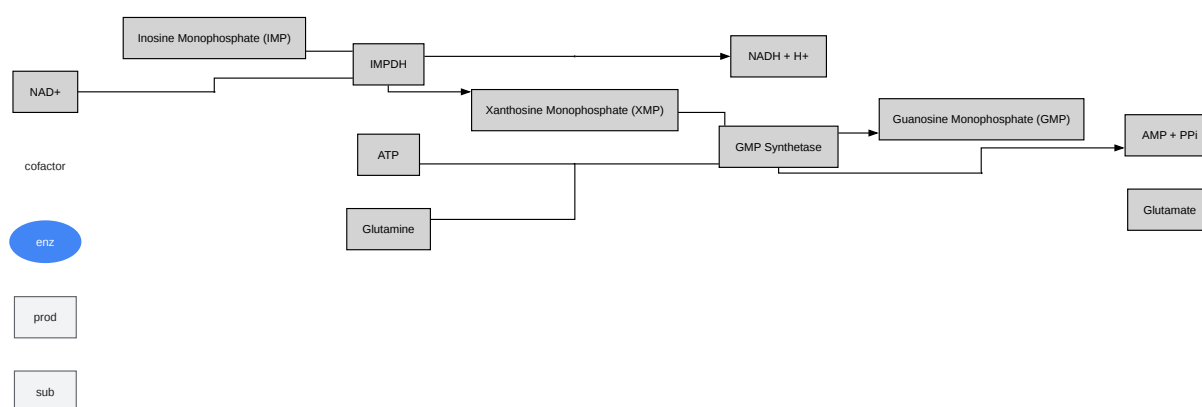 Inosine Monophosphate (IMP)
IMPDH
NADH + H+
NAD+
Xanthosine Monophosphate (XMP)
Guanosine Monophosphate (GMP)
AMP + PPi
ATP
GMP Synthetase
cofactor
Glutamine
Glutamate
enz
prod
sub